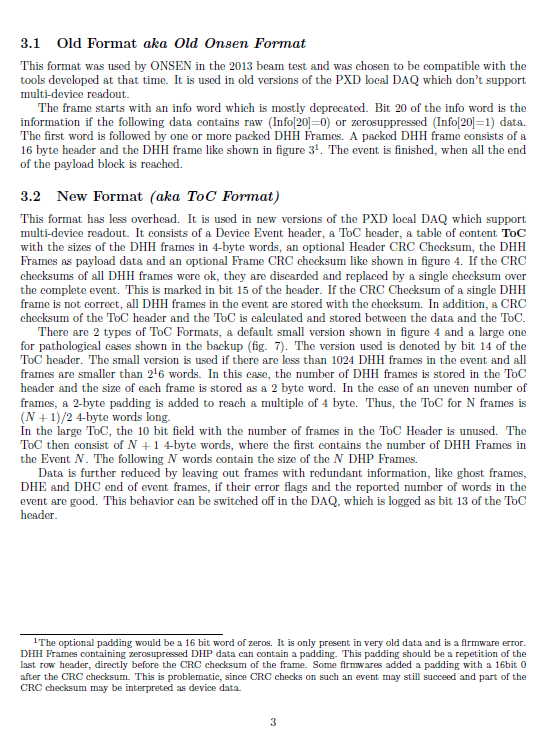 3.1 Old Format aka Old Onsen Format
This format was used by ONSEN in the 2013 beam test and was chosen to be compatible with the
tools developed at that time. It is used in old versions of the PXD local DAQ which don't support
multi-device readout.
The frame starts with an info word which is mostly deprecated. Bit 20 of the info word is the
information if the following data contains raw (Info[20]=0) or zerosuppressed (Info[20]=1) data.
The first word is followed by one or more packed DHH Frames. A packed DHH frame consists of a
16 byte header and the DHH frame like shown in figure 3¹. The event is finished, when all the end
of the payload block is reached.
3.2 New Format (aka ToC Format)
This format has less overhead. It is used in new versions of the PXD local DAQ which support
multi-device readout. It consists of a Device Event header, a ToC header, a table of content ToC
with the sizes of the DHH frames in 4-byte words, an optional Header CRC Checksum, the DHH
Frames as payload data and an optional Frame CRC checksum like shown in figure 4. If the CRC
checksums of all DHH frames were ok, they are discarded and replaced by a single checksum over
the complete event. This is marked in bit 15 of the header. If the CRC Checksum of a single DHH
frame is not correct, all DHH frames in the event are stored with the checksum. In addition, a CRC
checksum of the ToC header and the ToC is calculated and stored between the data and the ToC.
There are 2 types of ToC Formats, a default small version shown in figure 4 and a large one
for pathological cases shown in the backup (fig. 7). The version used is denoted by bit 14 of the
ToC header. The small version is used if there are less than 1024 DHH frames in the event and all
frames are smaller than 2¹6 words. In this case, the number of DHH frames is stored in the ToC
header and the size of each frame is stored as a 2 byte word. In the case of an uneven number of
frames, a 2-byte padding is added to reach a multiple of 4 byte. Thus, the ToC for N frames is
(N + 1)/2 4-byte words long.
In the large ToC, the 10 bit field with the number of frames in the ToC Header is unused. The
ToC then consist of N + 1 4-byte words, where the first contains the number of DHH Frames in
the Event N. The following N words contain the size of the N DHP Frames.
Data is further reduced by leaving out frames with redundant information, like ghost frames,
DHE and DHC end of event frames, if their error flags and the reported number of words in the
event are good. This behavior can be switched off in the DAQ, which is logged as bit 13 of the ToC
header.
¹The optional padding would be a 16 bit word of zeros. It is only present in very old data and is a firmware error.
DHH Frames containing zerosupressed DHP data can contain a padding. This padding should be a repetition of the
last row header, directly before the CRC checksum of the frame. Some firmwares added a padding with a 16bit 0
after the CRC checksum. This is problematic, since CRC checks on such an event may still succeed and part of the
CRC checksum may be interpreted as device data.
3